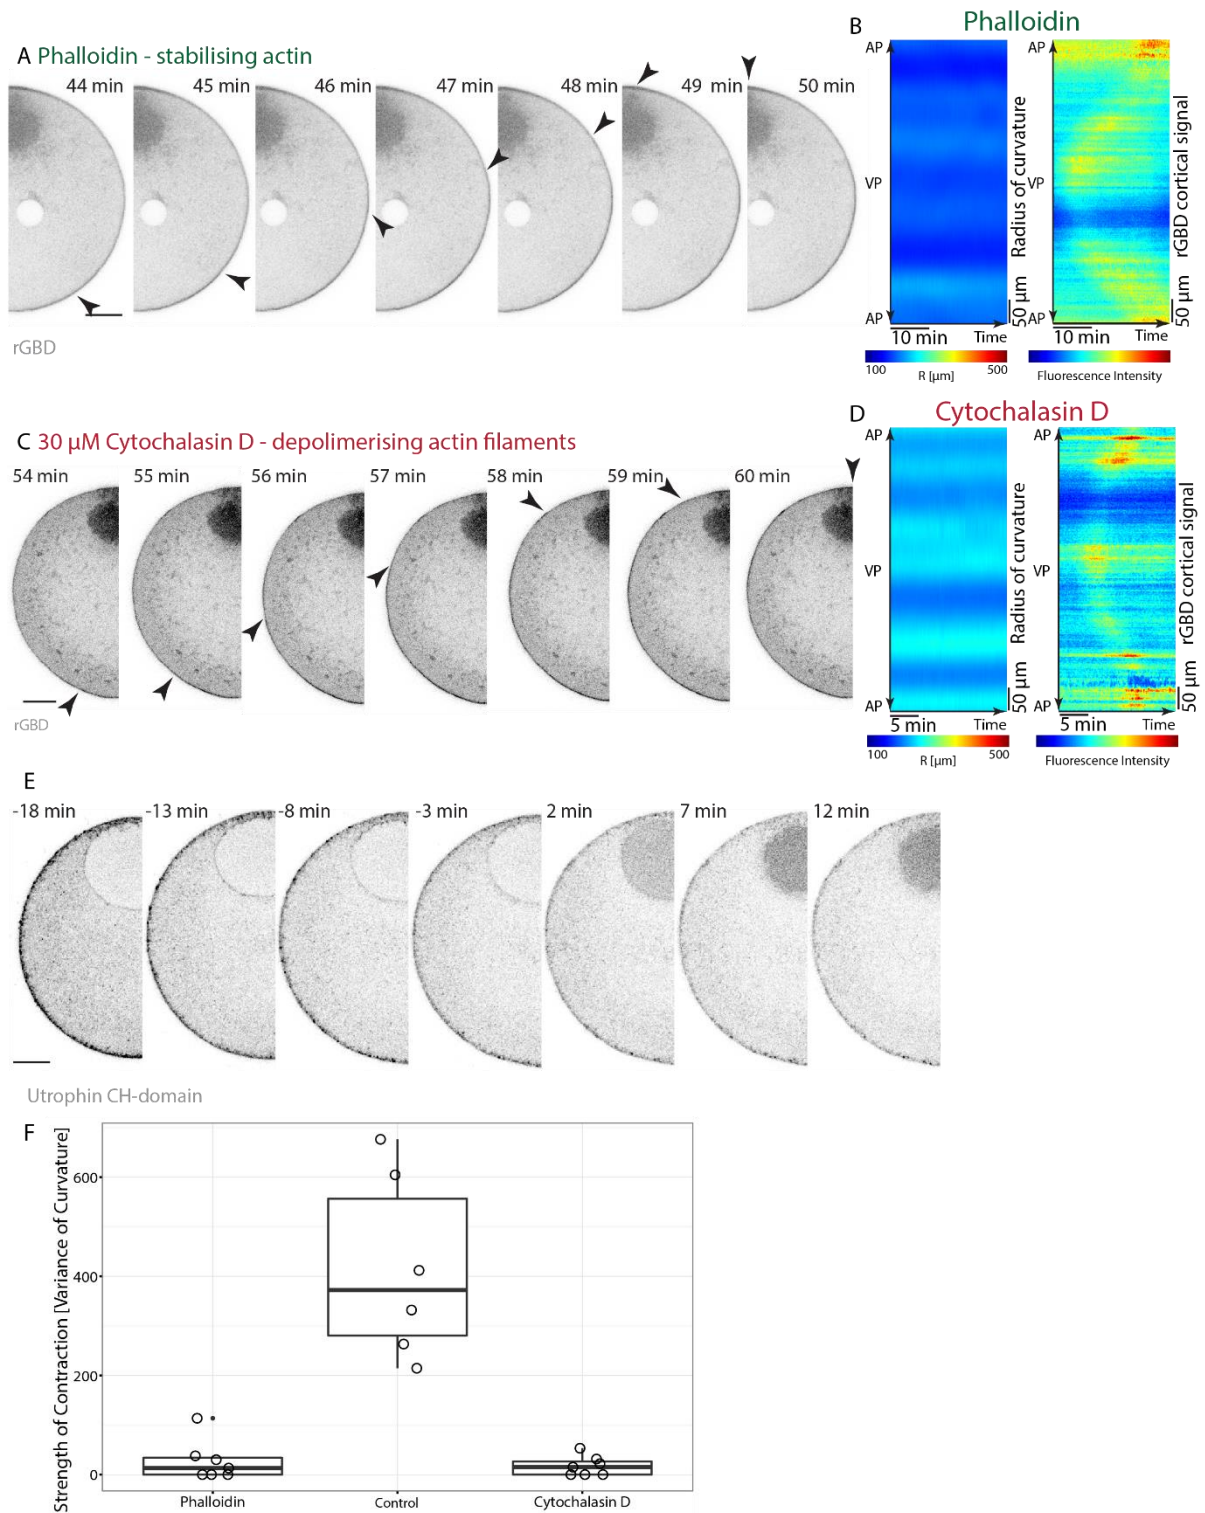 A Phalloidin - stabilising actin
44 min
45 min
46 min
47 min
48 min
49 min
50 min
rGBD
B
Phalloidin
AP
VP
AP
Radius of curvature
50 µm
10 min
Time
100
500
R [µm]
AP
VP
AP
rGBD cortical signal
50 µm
10 min
Time
Fluorescence Intensity
C 30 µM Cytochalasin D - depolimerising actin filaments
54 min
55 min
56 min
57 min
58 min
59 min
60 min
rGBD
D
Cytochalasin D
AP
VP
AP
Radius of curvature
50 µm
5 min
Time
100
500
R [µm]
AP
VP
AP
rGBD cortical signal
50 µm
5 min
Time
Fluorescence Intensity
E
-18 min
-13 min
-8 min
-3 min
2 min
7 min
12 min
Utrophin CH-domain
F
Strength of Contraction [Variance of Curvature]
600
400
200
0
Phalloidin
Control
Cytochalasin D